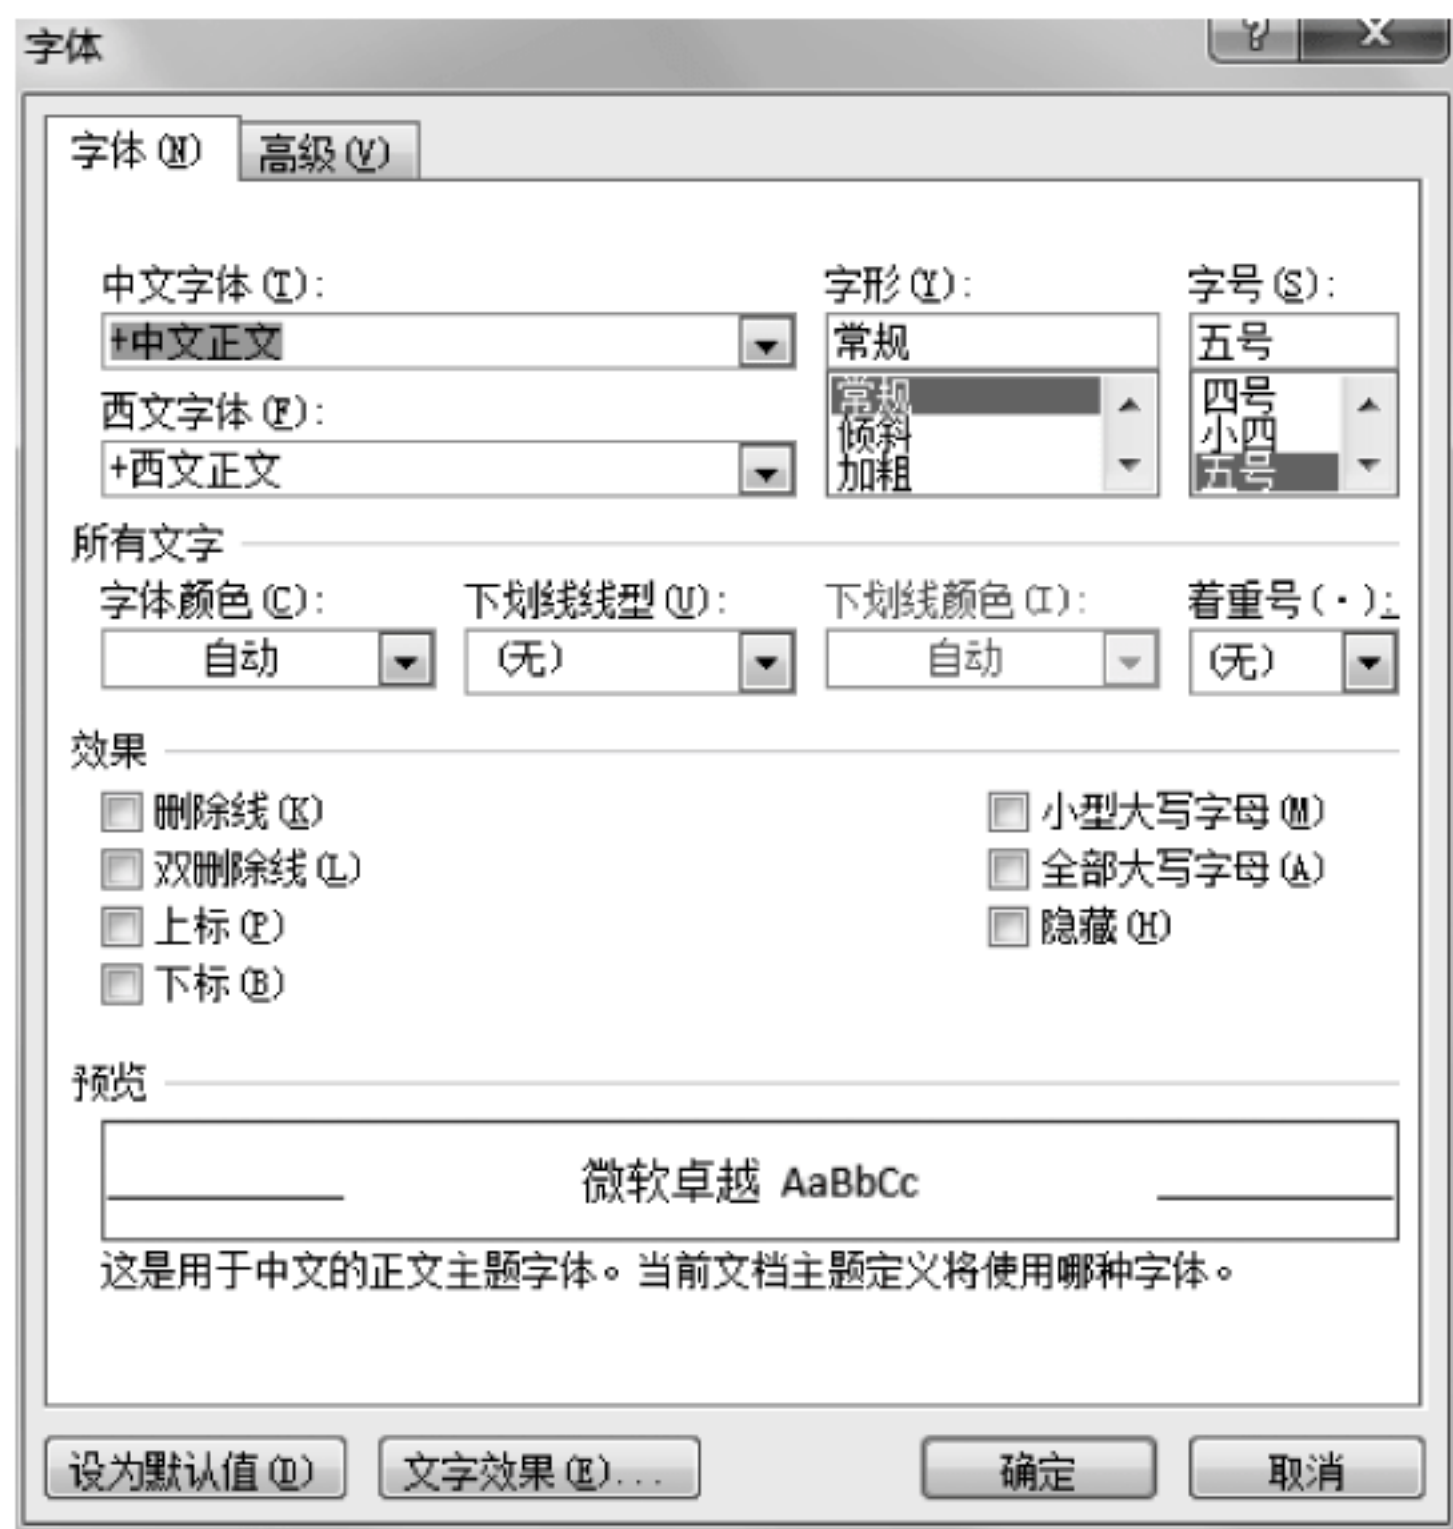 字体
字体(N) 高级(V)
中文字体(T): 字形(Y): 字号(S):
+中文正文 常规 五号
常规 四号
西文字体(F): 倾斜 小四
+西文正文 加粗 五号
所有文字
字体颜色(C): 下划线线型(U): 下划线颜色(I): 着重号(·):
自动 (无) 自动 (无)
效果
删除线(K) 小型大写字母(M)
双删除线(L) 全部大写字母(A)
上标(P) 隐藏(H)
下标(B)
预览
微软卓越 AaBbCc
这是用于中文的正文主题字体。当前文档主题定义将使用哪种字体。
设为默认值(D) 文字效果(E)... 确定 取消